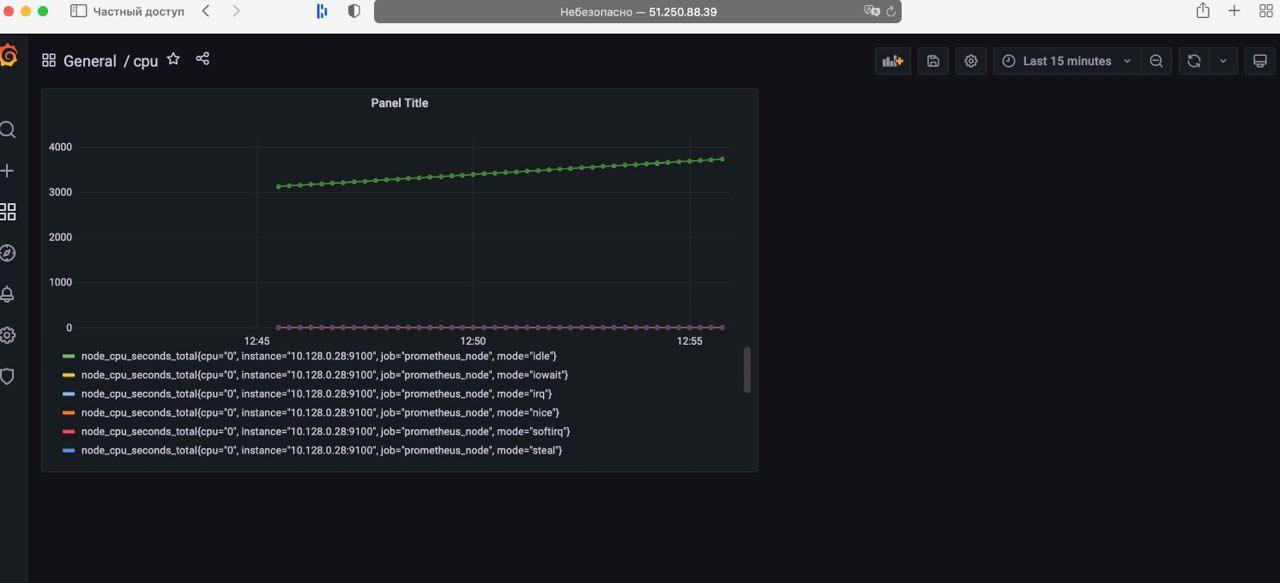 Частный доступ
Небезопасно — 51.250.88.39
General / cpu
Last 15 minutes
Panel Title
4000
3000
2000
1000
0
12:45 12:50 12:55
node_cpu_seconds_total{cpu="0", instance="10.128.0.28:9100", job="prometheus_node", mode="idle"}
node_cpu_seconds_total{cpu="0", instance="10.128.0.28:9100", job="prometheus_node", mode="iowait"}
node_cpu_seconds_total{cpu="0", instance="10.128.0.28:9100", job="prometheus_node", mode="irq"}
node_cpu_seconds_total{cpu="0", instance="10.128.0.28:9100", job="prometheus_node", mode="nice"}
node_cpu_seconds_total{cpu="0", instance="10.128.0.28:9100", job="prometheus_node", mode="softirq"}
node_cpu_seconds_total{cpu="0", instance="10.128.0.28:9100", job="prometheus_node", mode="steal"}